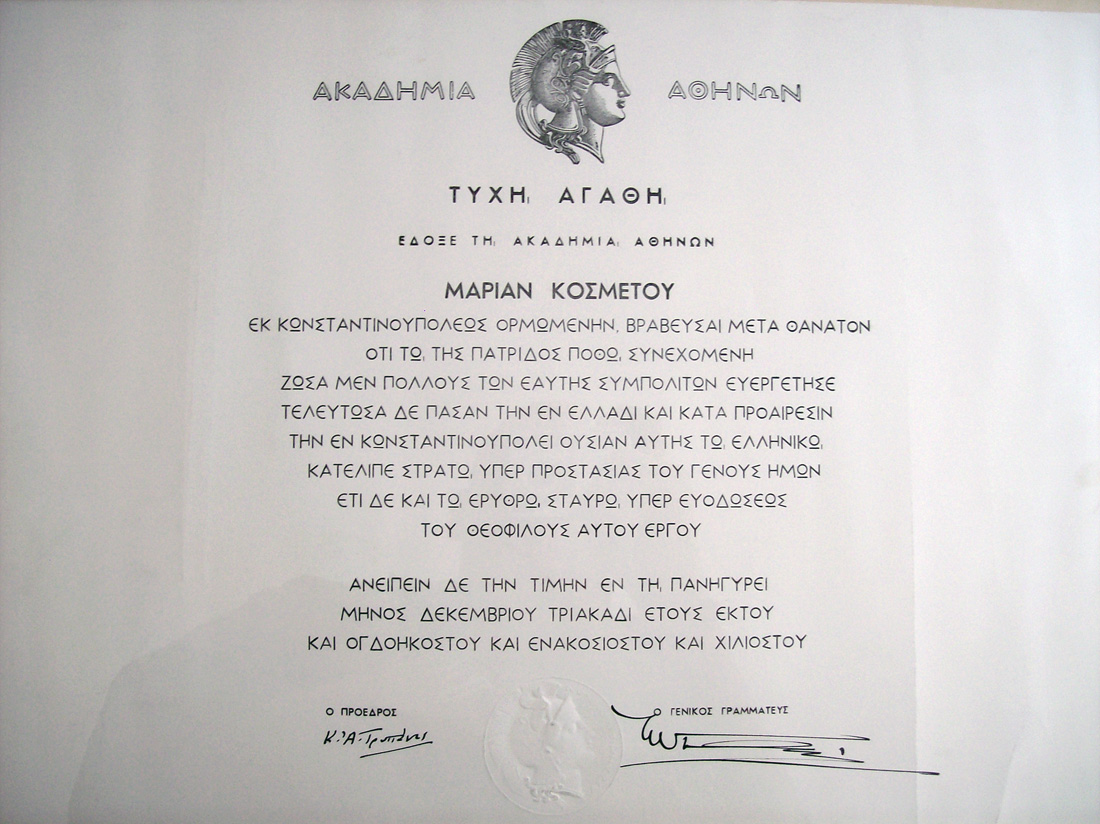 ΑΚΑΔΗΜΙΑ ΑΘΗΝΩΝ
ΤΥΧΗι ΑΓΑΘΗι
ΕΔΟΞΕ ΤΗι ΑΚΑΔΗΜΙΑι ΑΘΗΝΩΝ
ΜΑΡΙΑΝ ΚΟΣΜΕΤΟΥ
ΕΚ ΚΩΝΣΤΑΝΤΙΝΟΥΠΟΛΕΩΣ ΟΡΜΩΜΕΝΗΝ, ΒΡΑΒΕΥΣΑΙ ΜΕΤΑ ΘΑΝΑΤΟΝ
ΟΤΙ ΤΩι ΤΗΣ ΠΑΤΡΙΔΟΣ ΠΟΘΩι ΣΥΝΕΧΟΜΕΝΗ
ΖΩΣΑ ΜΕΝ ΠΟΛΛΟΥΣ ΤΩΝ ΕΑΥΤΗΣ ΣΥΜΠΟΛΙΤΩΝ ΕΥΕΡΓΕΤΗΣΕ
ΤΕΛΕΥΤΩΣΑ ΔΕ ΠΑΣΑΝ ΤΗΝ ΕΝ ΕΛΛΑΔΙ ΚΑΙ ΚΑΤΑ ΠΡΟΑΙΡΕΣΙΝ
ΤΗΝ ΕΝ ΚΩΝΣΤΑΝΤΙΝΟΥΠΟΛΕΙ ΟΥΣΙΑΝ ΑΥΤΗΣ ΤΩι ΕΛΛΗΝΙΚΩι
ΚΑΤΕΛΙΠΕ ΣΤΡΑΤΩι ΥΠΕΡ ΠΡΟΣΤΑΣΙΑΣ ΤΟΥ ΓΕΝΟΥΣ ΗΜΩΝ
ΕΤΙ ΔΕ ΚΑΙ ΤΩι ΕΡΥΘΡΩι ΣΤΑΥΡΩι ΥΠΕΡ ΕΥΟΔΩΣΕΩΣ
ΤΟΥ ΘΕΟΦΙΛΟΥΣ ΑΥΤΟΥ ΕΡΓΟΥ
ΑΝΕΙΠΕΙΝ ΔΕ ΤΗΝ ΤΙΜΗΝ ΕΝ ΤΗι ΠΑΝΗΓΥΡΕΙ
ΜΗΝΟΣ ΔΕΚΕΜΒΡΙΟΥ ΤΡΙΑΚΑΔΙ ΕΤΟΥΣ ΕΚΤΟΥ
ΚΑΙ ΟΓΔΟΗΚΟΣΤΟΥ ΚΑΙ ΕΝΑΚΟΣΙΟΣΤΟΥ ΚΑΙ ΧΙΛΙΟΣΤΟΥ
Ο ΠΡΟΕΔΡΟΣ Ο ΓΕΝΙΚΟΣ ΓΡΑΜΜΑΤΕΥΣ